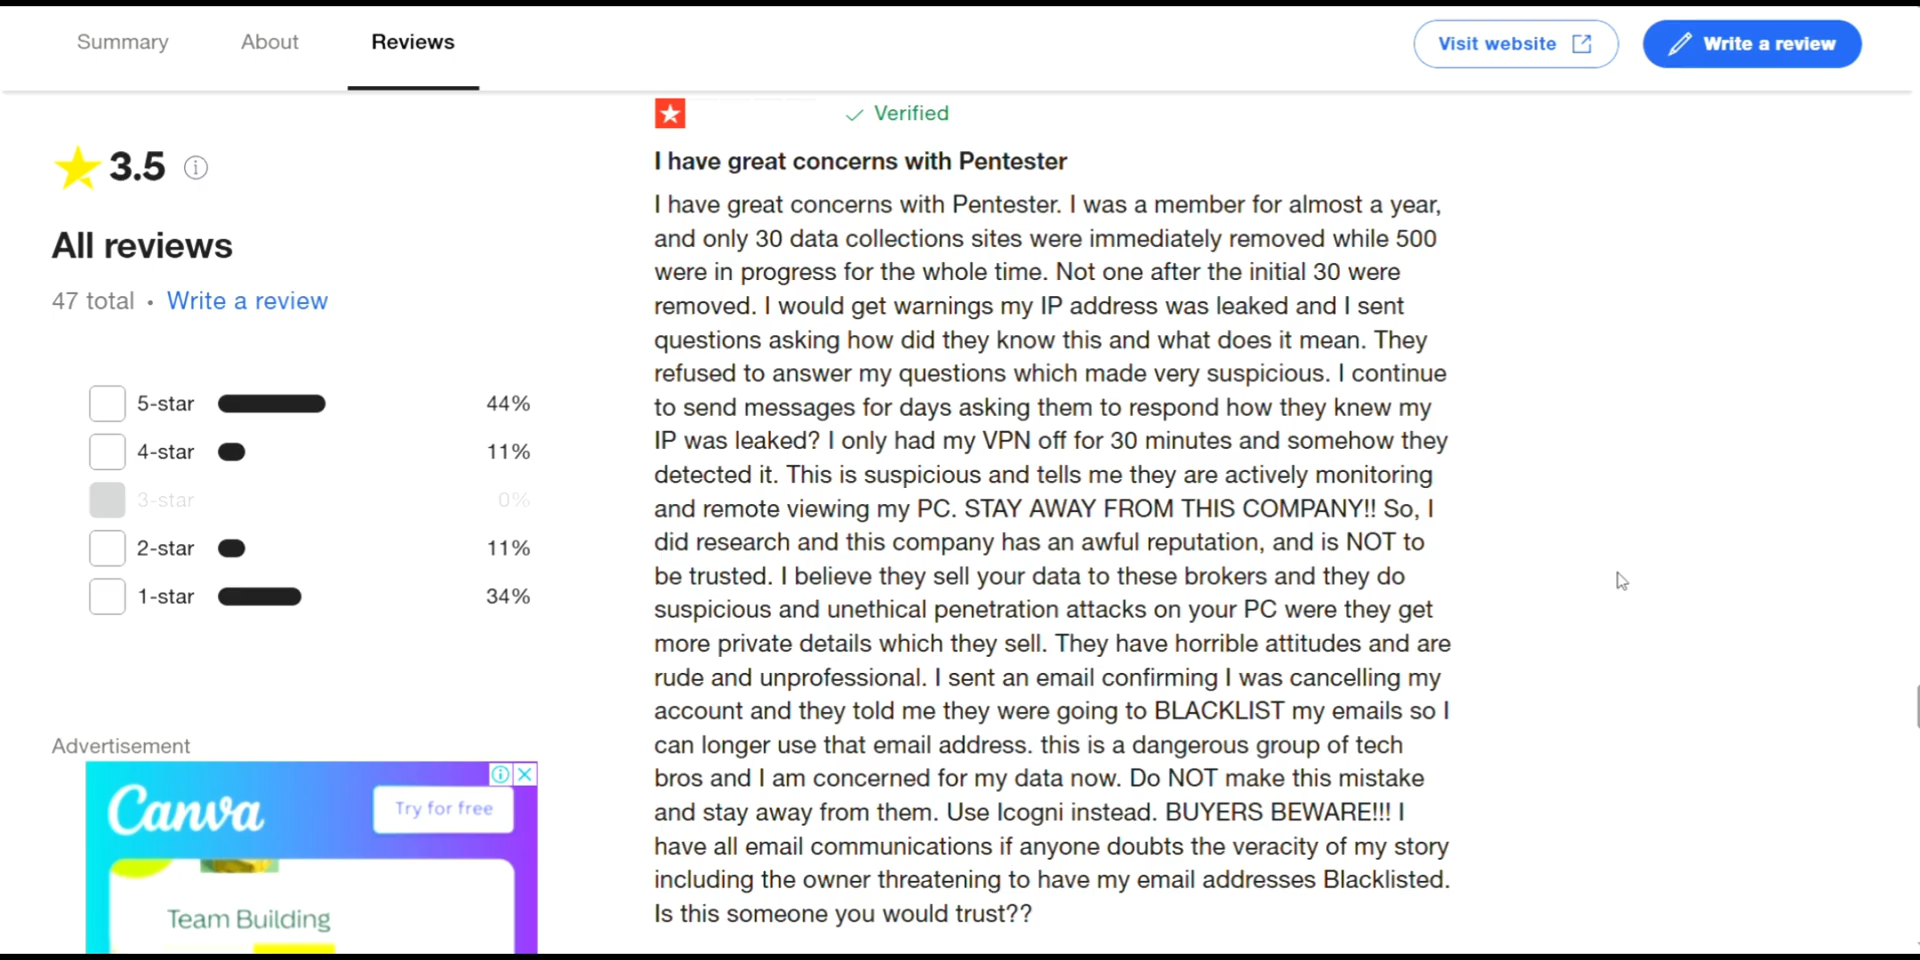 Summary
About
Reviews
Visit website
Write a review
3.5
All reviews
47 total • Write a review
5-star 44%
4-star 11%
3-star 0%
2-star 11%
1-star 34%
Advertisement
Canva
Try for free
Team Building
Verified
I have great concerns with Pentester
I have great concerns with Pentester. I was a member for almost a year,
and only 30 data collections sites were immediately removed while 500
were in progress for the whole time. Not one after the initial 30 were
removed. I would get warnings my IP address was leaked and I sent
questions asking how did they know this and what does it mean. They
refused to answer my questions which made very suspicious. I continue
to send messages for days asking them to respond how they knew my
IP was leaked? I only had my VPN off for 30 minutes and somehow they
detected it. This is suspicious and tells me they are actively monitoring
and remote viewing my PC. STAY AWAY FROM THIS COMPANY!! So, I
did research and this company has an awful reputation, and is NOT to
be trusted. I believe they sell your data to these brokers and they do
suspicious and unethical penetration attacks on your PC were they get
more private details which they sell. They have horrible attitudes and are
rude and unprofessional. I sent an email confirming I was cancelling my
account and they told me they were going to BLACKLIST my emails so I
can longer use that email address. this is a dangerous group of tech
bros and I am concerned for my data now. Do NOT make this mistake
and stay away from them. Use Icogni instead. BUYERS BEWARE!!! I
have all email communications if anyone doubts the veracity of my story
including the owner threatening to have my email addresses Blacklisted.
Is this someone you would trust??